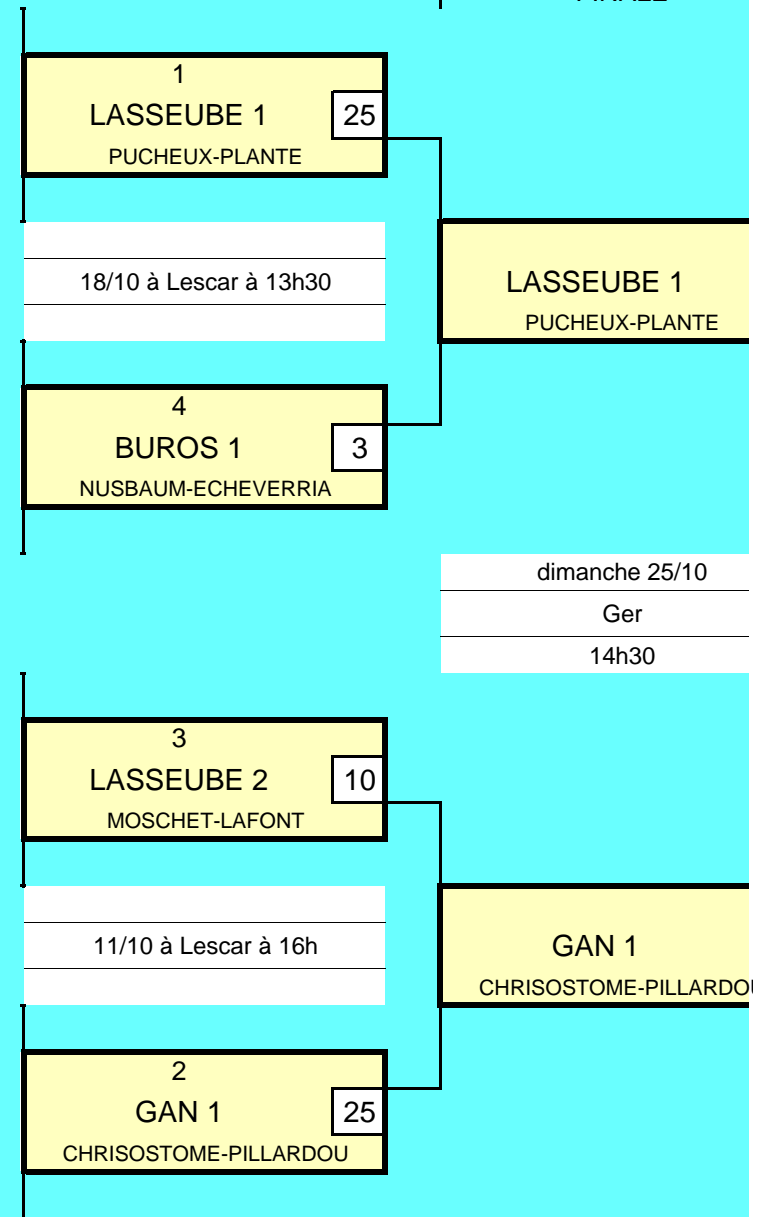 1
LASSEUBE 1
25
PUCHEUX-PLANTE
18/10 à Lescar à 13h30
LASSEUBE 1
PUCHEUX-PLANTE
4
BUROS 1
3
NUSBAUM-ECHEVERRIA
dimanche 25/10
Ger
14h30
3
LASSEUBE 2
10
MOSCHET-LAFONT
11/10 à Lescar à 16h
GAN 1
CHRISOSTOME-PILLARDOU
2
GAN 1
25
CHRISOSTOME-PILLARDOU